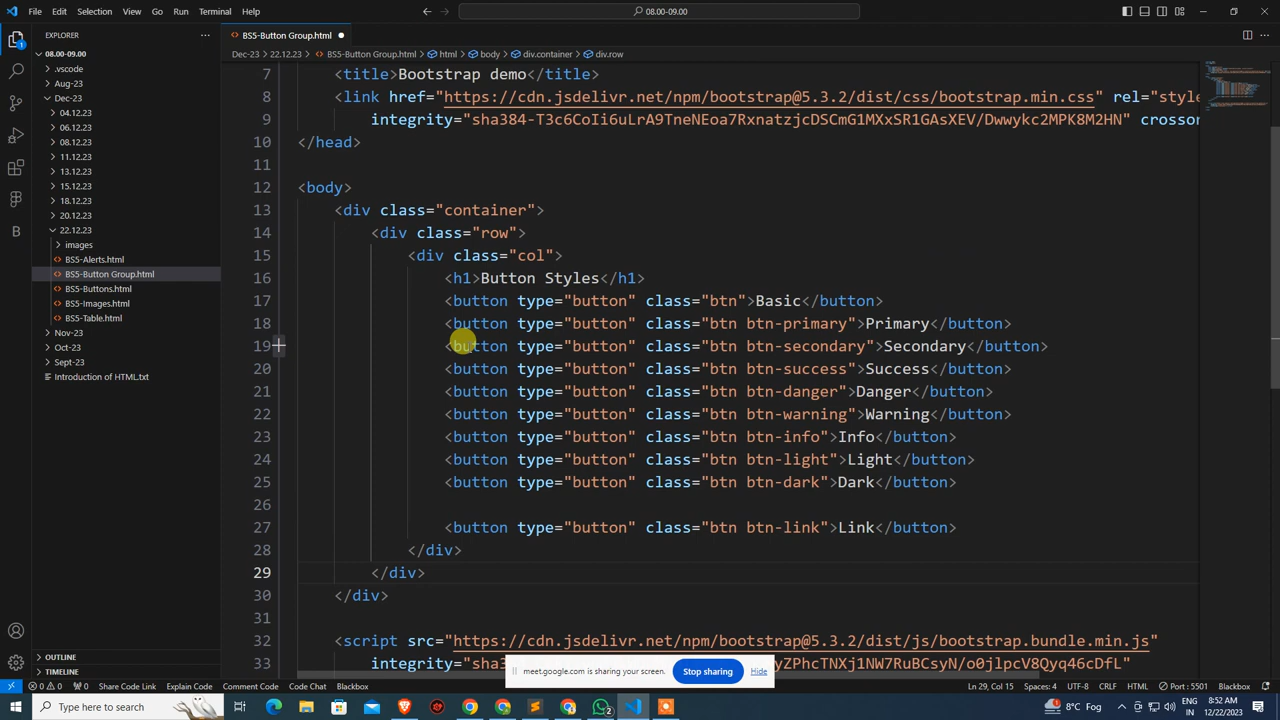 File Edit Selection View Go Run Terminal Help
08.00-09.00
EXPLORER
08.00-09.00
.vscode
Aug-23
Dec-23
04.12.23
06.12.23
08.12.23
11.12.23
13.12.23
15.12.23
18.12.23
20.12.23
22.12.23
images
BS5-Alerts.html
BS5-Button Group.html
BS5-Buttons.html
BS5-Images.html
BS5-Table.html
Nov-23
Oct-23
Sept-23
Introduction of HTML.txt
OUTLINE
TIMELINE
BS5-Button Group.html
Dec-23 > 22.12.23 > BS5-Button Group.html > html > body > div.container > div.row
7 <title>Bootstrap demo</title>
8 <link href="https://cdn.jsdelivr.net/npm/bootstrap@5.3.2/dist/css/bootstrap.min.css" rel="style
9 integrity="sha384-T3c6CoIi6uLrA9TneNEoa7RxnatzjcDSCmG1MXxSR1GAsXEV/Dwwykc2MPK8M2HN" crosso
10 </head>
11
12 <body>
13 <div class="container">
14 <div class="row">
15 <div class="col">
16 <h1>Button Styles</h1>
17 <button type="button" class="btn">Basic</button>
18 <button type="button" class="btn btn-primary">Primary</button>
19 <button type="button" class="btn btn-secondary">Secondary</button>
20 <button type="button" class="btn btn-success">Success</button>
21 <button type="button" class="btn btn-danger">Danger</button>
22 <button type="button" class="btn btn-warning">Warning</button>
23 <button type="button" class="btn btn-info">Info</button>
24 <button type="button" class="btn btn-light">Light</button>
25 <button type="button" class="btn btn-dark">Dark</button>
26
27 <button type="button" class="btn btn-link">Link</button>
28 </div>
29 </div>
30 </div>
31
32 <script src="https://cdn.jsdelivr.net/npm/bootstrap@5.3.2/dist/js/bootstrap.bundle.min.js"
33 integrity="sha3 yZPhcTNXj1NW7RuBCsyN/o0jlpcV8Qyq46cDfL"
meet.google.com is sharing your screen. Stop sharing Hide
0 0 0 Share Code Link Explain Code Comment Code Code Chat Blackbox Ln 29, Col 15 Spaces: 4 UTF-8 CRLF HTML Port : 5501 Blackbox
Type here to search
2
8°C Fog
ENG
IN
8:52 AM
12/22/2023